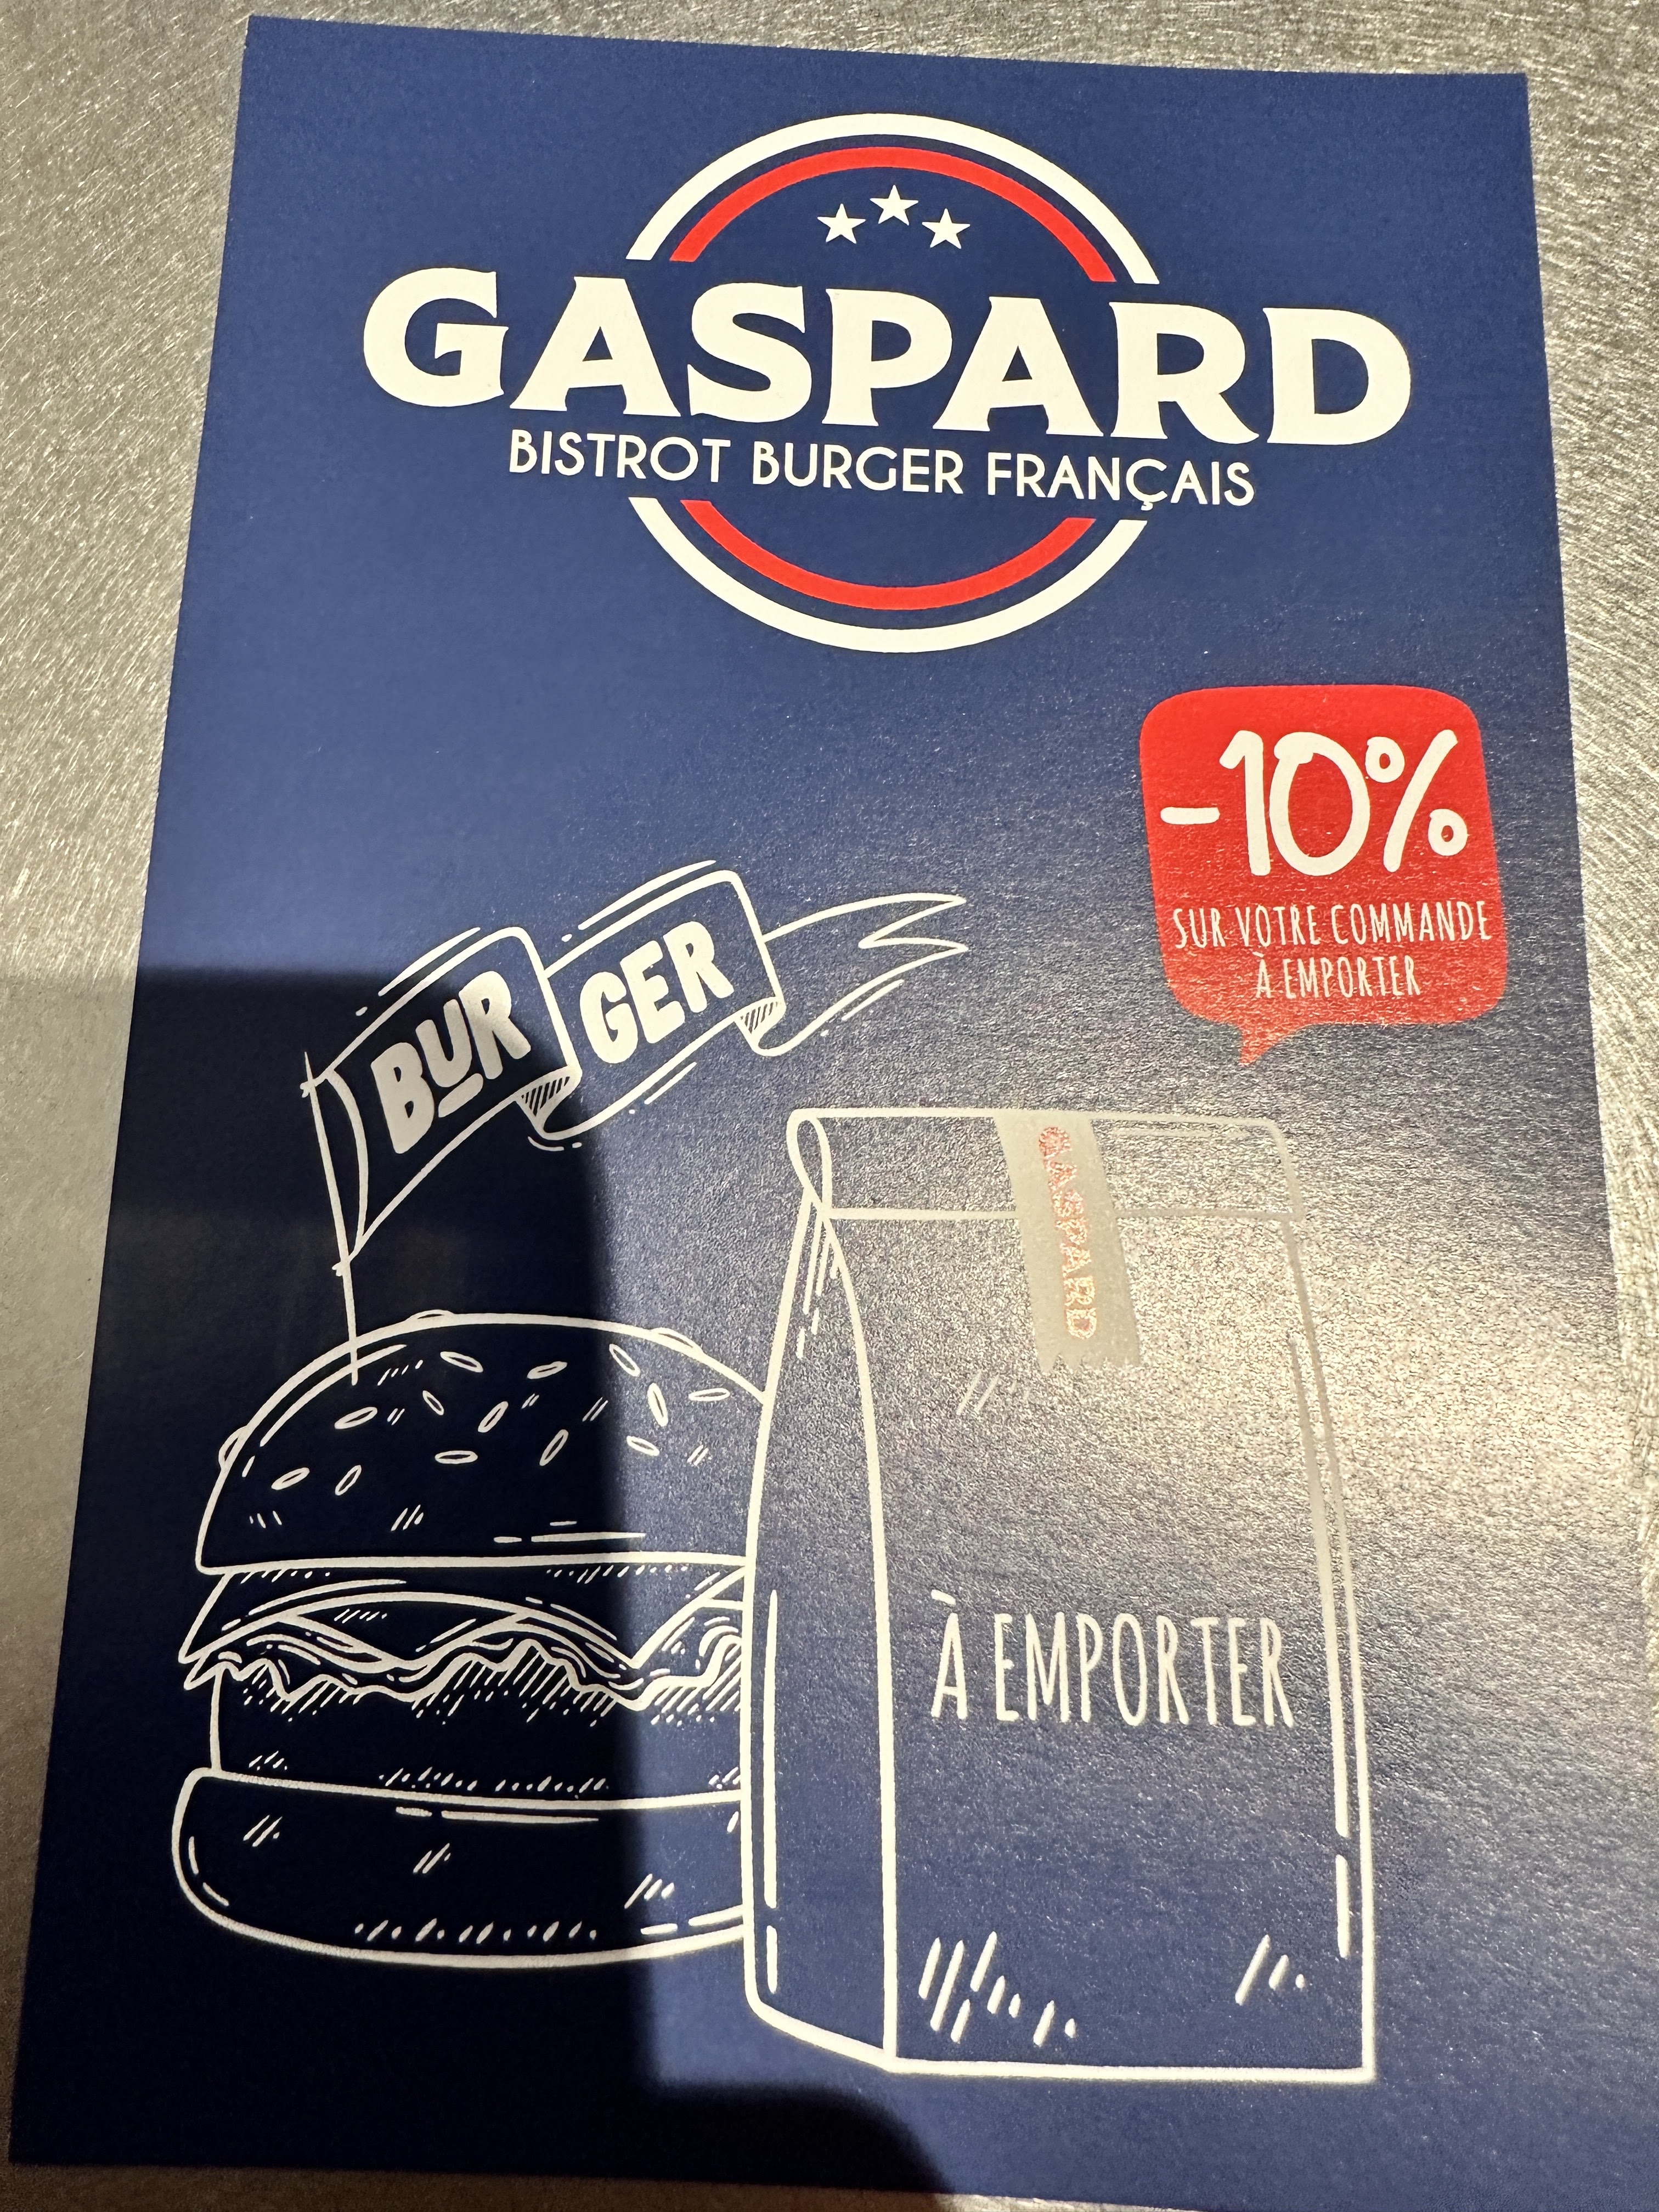 GASPARD
BISTROT BURGER FRANÇAIS
-10%
SUR VOTRE COMMANDE
À EMPORTER
BURGER
GASPARD
À EMPORTER